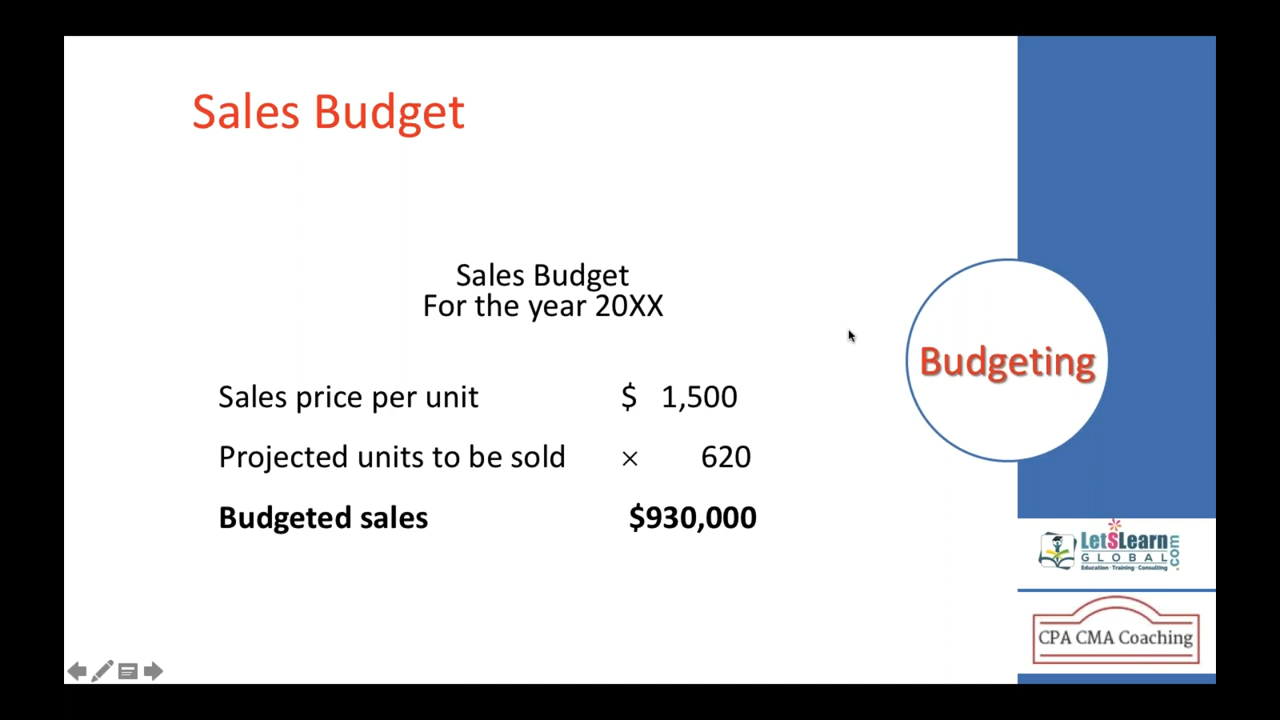 Sales Budget
Sales Budget
For the year 20XX
Sales price per unit $ 1,500
Projected units to be sold × 620
Budgeted sales $930,000
Budgeting
LetSLearn.com
GLOBAL
Education · Training · Consulting
CPA CMA Coaching